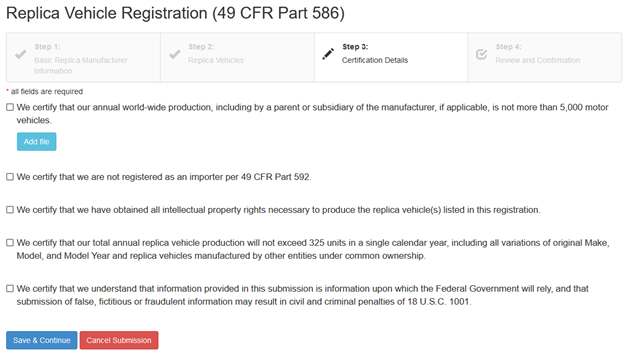 Replica Vehicle Registration (49 CFR Part 586)
Step 1:
Basic Replica Manufacturer
Information
Step 2:
Replica Vehicles
Step 3:
Certification Details
Step 4:
Review and Confirmation
* all fields are required
We certify that our annual world-wide production, including by a parent or subsidiary of the manufacturer, if applicable, is not more than 5,000 motor
vehicles.
Add file
We certify that we are not registered as an importer per 49 CFR Part 592.
We certify that we have obtained all intellectual property rights necessary to produce the replica vehicle(s) listed in this registration.
We certify that our total annual replica vehicle production will not exceed 325 units in a single calendar year, including all variations of original Make,
Model, and Model Year and replica vehicles manufactured by other entities under common ownership.
We certify that we understand that information provided in this submission is information upon which the Federal Government will rely, and that
submission of false, fictitious or fraudulent information may result in civil and criminal penalties of 18 U.S.C. 1001.
Save & Continue
Cancel Submission